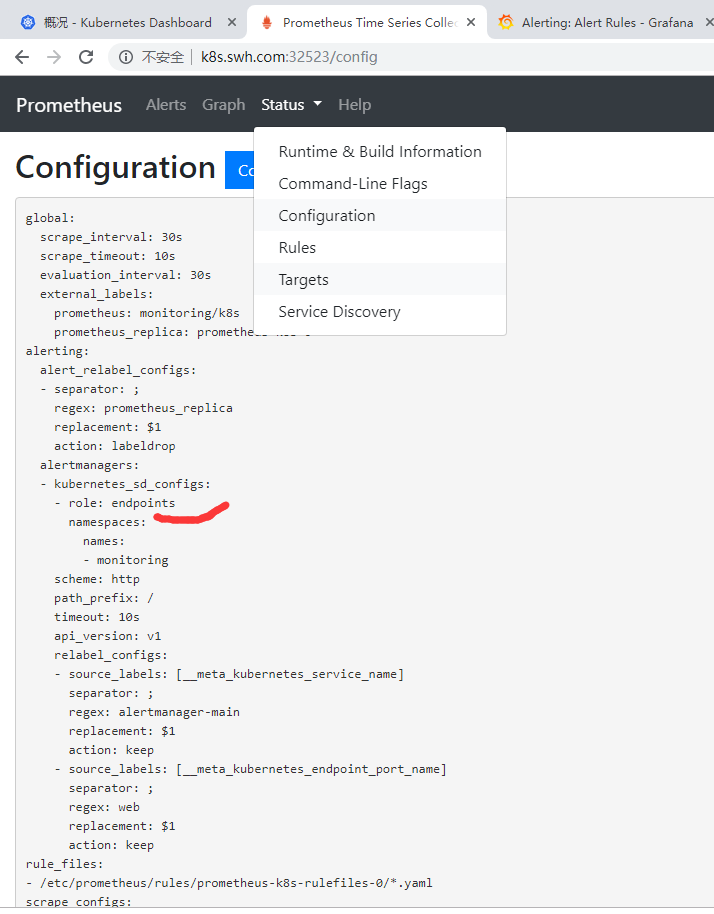 概况 - Kubernetes Dashboard
Prometheus Time Series Collec
Alerting: Alert Rules - Grafana
不安全 | k8s.swh.com:32523/config
Prometheus Alerts Graph Status Help
Configuration Co
Runtime & Build Information
Command-Line Flags
Configuration
Rules
Targets
Service Discovery
global:
scrape_interval: 30s
scrape_timeout: 10s
evaluation_interval: 30s
external_labels:
prometheus: monitoring/k8s
prometheus_replica: prometheus-k8s-0
alerting:
alert_relabel_configs:
- separator: ;
regex: prometheus_replica
replacement: $1
action: labeldrop
alertmanagers:
- kubernetes_sd_configs:
- role: endpoints
namespaces:
names:
- monitoring
scheme: http
path_prefix: /
timeout: 10s
api_version: v1
relabel_configs:
- source_labels: [__meta_kubernetes_service_name]
separator: ;
regex: alertmanager-main
replacement: $1
action: keep
- source_labels: [__meta_kubernetes_endpoint_port_name]
separator: ;
regex: web
replacement: $1
action: keep
rule_files:
- /etc/prometheus/rules/prometheus-k8s-rulefiles-0/*.yaml
scrape_configs: